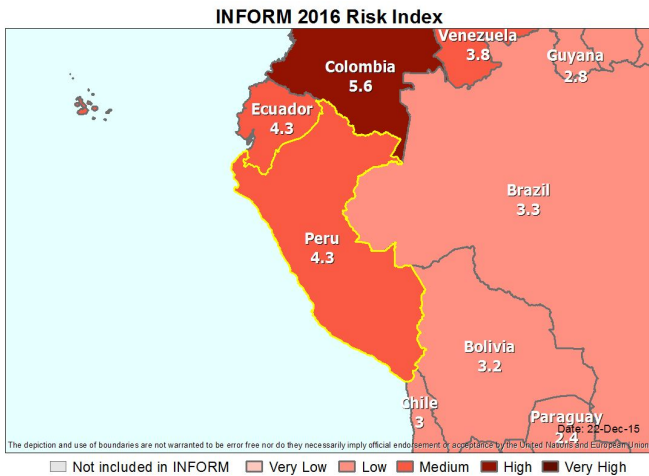 INFORM 2016 Risk Index
Venezuela
3.8
Guyana
2.8
Colombia
5.6
Ecuador
4.3
Brazil
3.3
Peru
4.3
Bolivia
3.2
Chile
3
Paraguay
2.4
Date: 22-Dec-15
The depiction and use of boundaries are not warranted to be error free nor do they necessarily imply official endorsement or acceptance by the United Nations and European Union
Not included in INFORM Very Low Low Medium High Very High